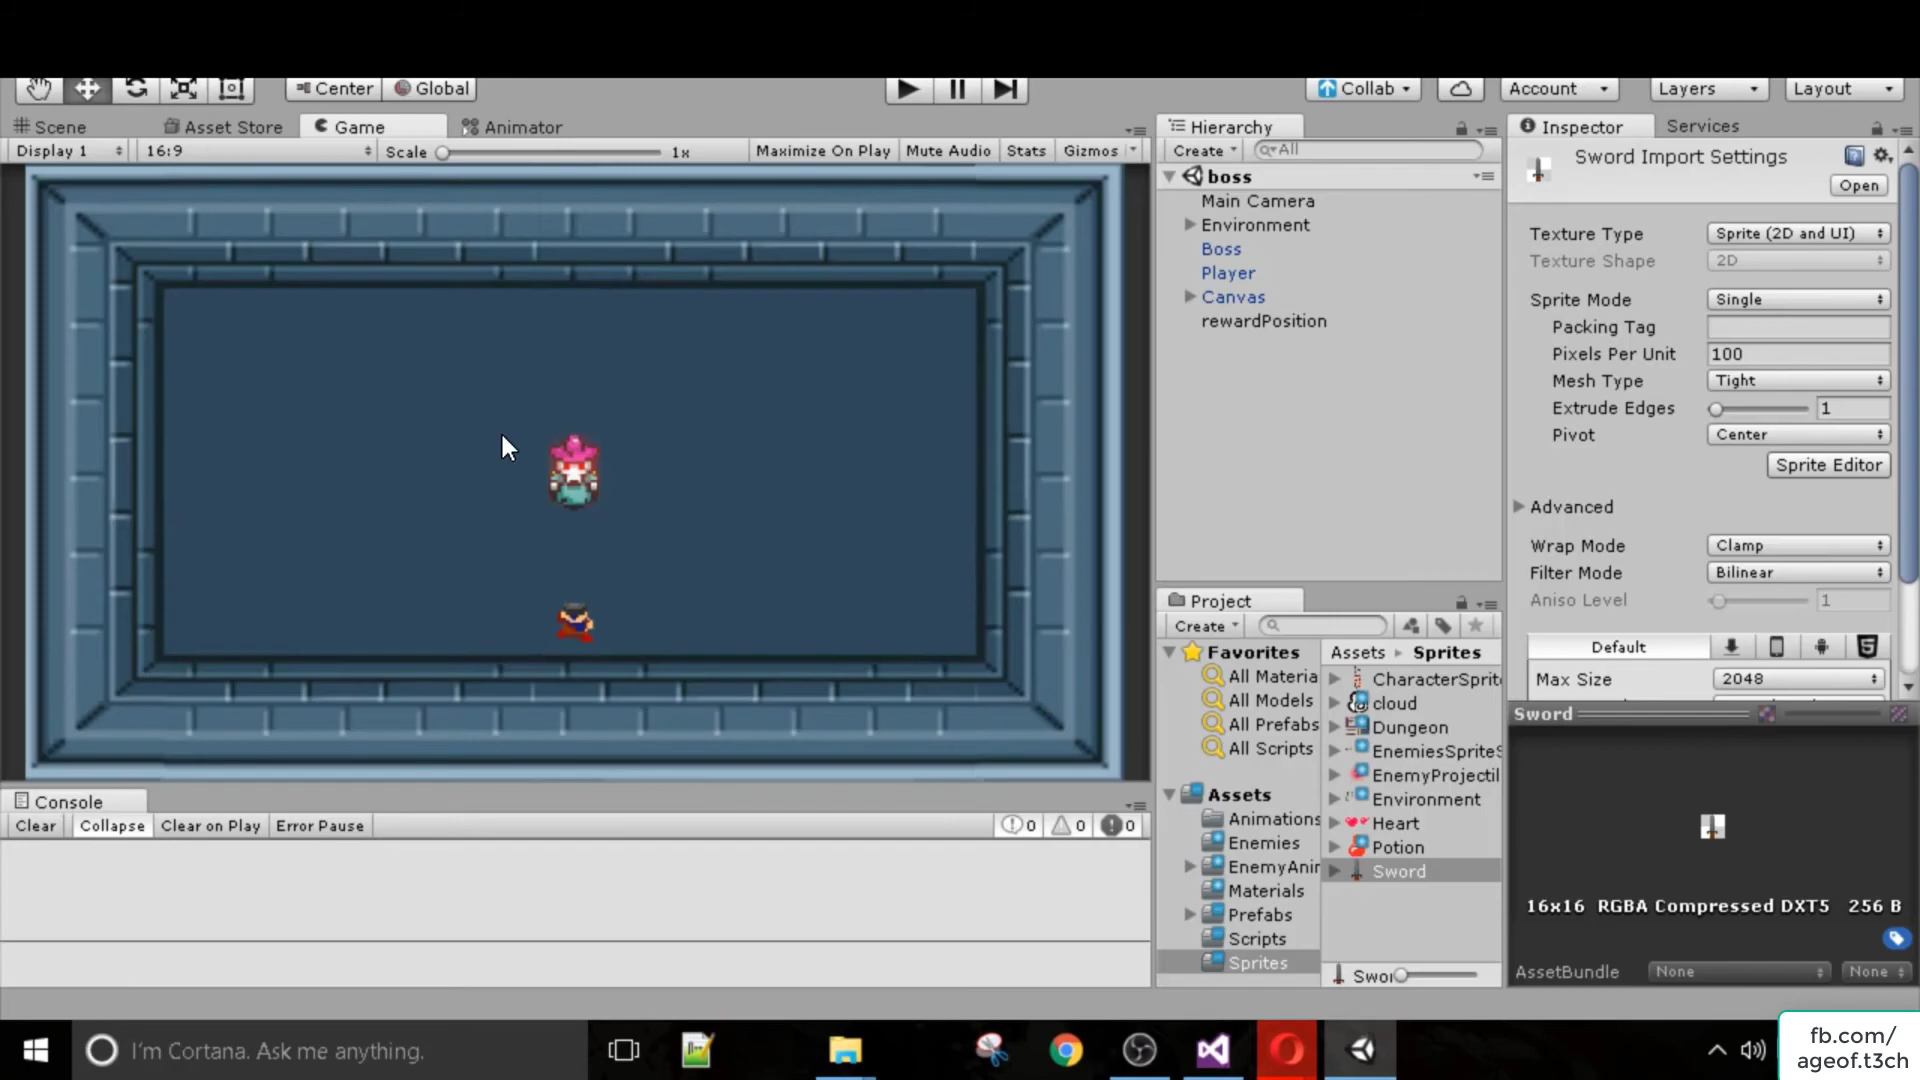 Center
Global
Collab
Account
Layers
Layout
Scene
Asset Store
Game
Animator
Display 1
16:9
Scale
1x
Maximize On Play
Mute Audio
Stats
Gizmos
Hierarchy
Create
All
boss
Main Camera
Environment
Boss
Player
Canvas
rewardPosition
Inspector
Services
Sword Import Settings
Open
Texture Type
Sprite (2D and UI)
Texture Shape
2D
Sprite Mode
Single
Packing Tag
Pixels Per Unit
100
Mesh Type
Tight
Extrude Edges
1
Pivot
Center
Sprite Editor
Advanced
Wrap Mode
Clamp
Filter Mode
Bilinear
Aniso Level
1
Default
Max Size
2048
Project
Create
Favorites
All Materia
All Models
All Prefabs
All Scripts
Assets
Animations
Enemies
EnemyAnir
Materials
Prefabs
Scripts
Sprites
Assets
Sprites
CharacterSprite
cloud
Dungeon
EnemiesSpriteS
EnemyProjectil
Environment
Heart
Potion
Sword
Swor
Sword
16x16 RGBA Compressed DXT5 256 B
AssetBundle
None
None
Console
Clear
Collapse
Clear on Play
Error Pause
0
0
0
I'm Cortana. Ask me anything.
fb.com/
ageof.t3ch